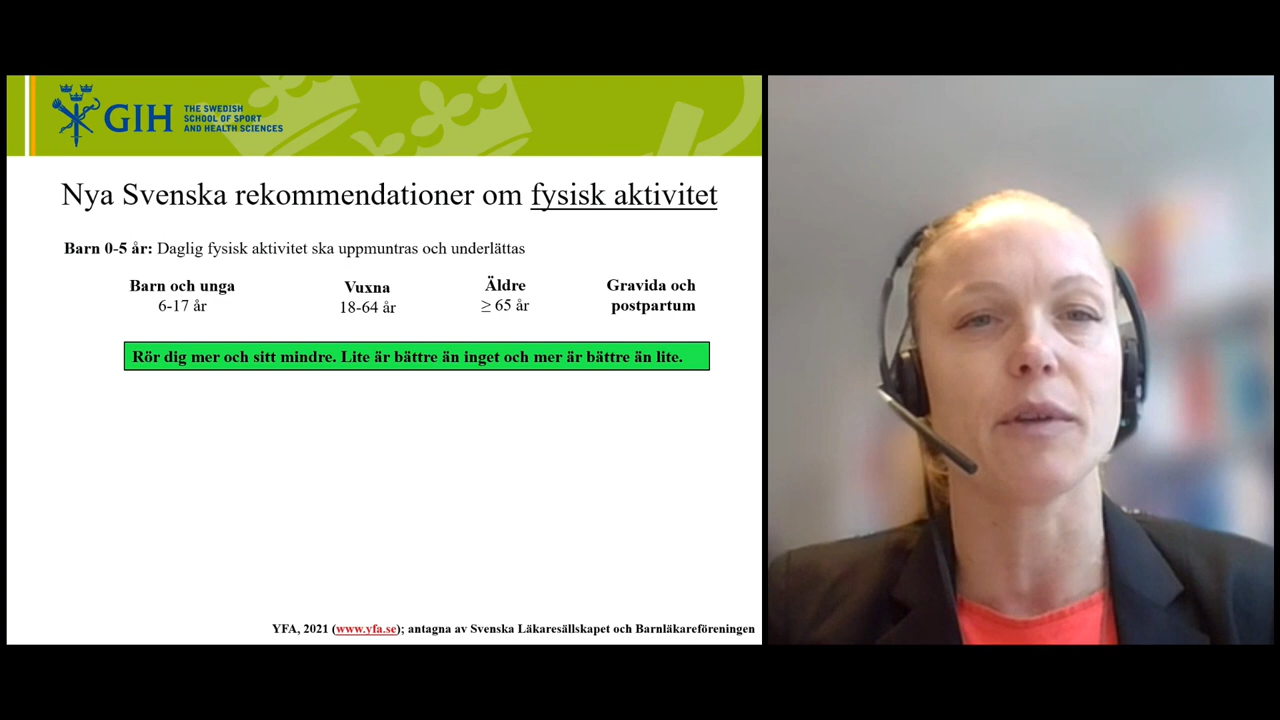 GIH
THE SWEDISH
SCHOOL OF SPORT
AND HEALTH SCIENCES
Nya Svenska rekommendationer om fysisk aktivitet
Barn 0-5 år: Daglig fysisk aktivitet ska uppmuntras och underlättas
Barn och unga
6-17 år
Vuxna
18-64 år
Äldre
≥ 65 år
Gravida och
postpartum
Rör dig mer och sitt mindre. Lite är bättre än inget och mer är bättre än lite.
YFA, 2021 (www.yfa.se); antagna av Svenska Läkaresällskapet och Barnläkareföreningen